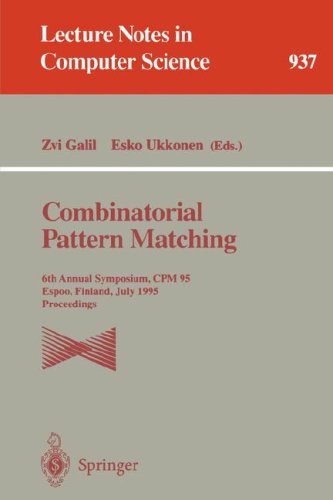 Lecture Notes in
Computer Science
937
Zvi Galil Esko Ukkonen (Eds.)
Combinatorial
Pattern Matching
6th Annual Symposium, CPM 95
Espoo, Finland, July 1995
Proceedings
Springer